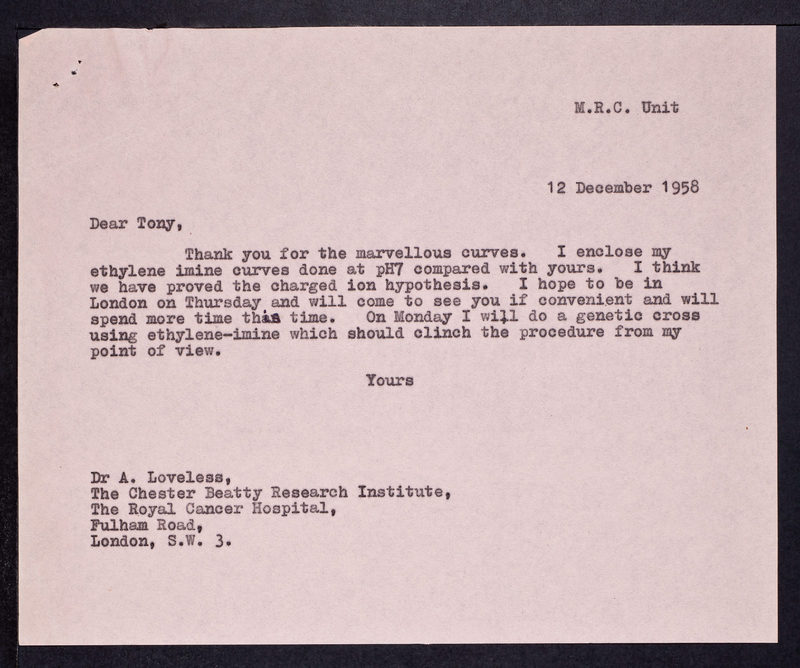 M.R.C. Unit
12 December 1958
Dear Tony,
Thank you for the marvellous curves. I enclose my
ethylene imine curves done at pH7 compared with yours. I think
we have proved the charged ion hypothesis. I hope to be in
London on Thursday and will come to see you if convenient and will
spend more time this time. On Monday I will do a genetic cross
using ethylene-imine which should clinch the procedure from my
point of view.
Yours
Dr A. Loveless,
The Chester Beatty Research Institute,
The Royal Cancer Hospital,
Fulham Road,
London, S.W. 3.